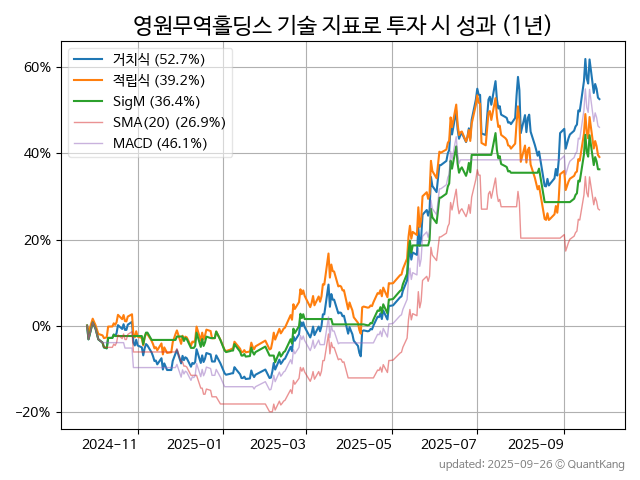 영원무역홀딩스 기술 지표로 투자 시 성과 (1년)
거치식 (52.7%)
적립식 (39.2%)
SigM (36.4%)
SMA(20) (26.9%)
MACD (46.1%)
60%
40%
20%
0%
−20%
2024-11
2025-01
2025-03
2025-05
2025-07
2025-09
updated: 2025-09-26 ⓒ QuantKang